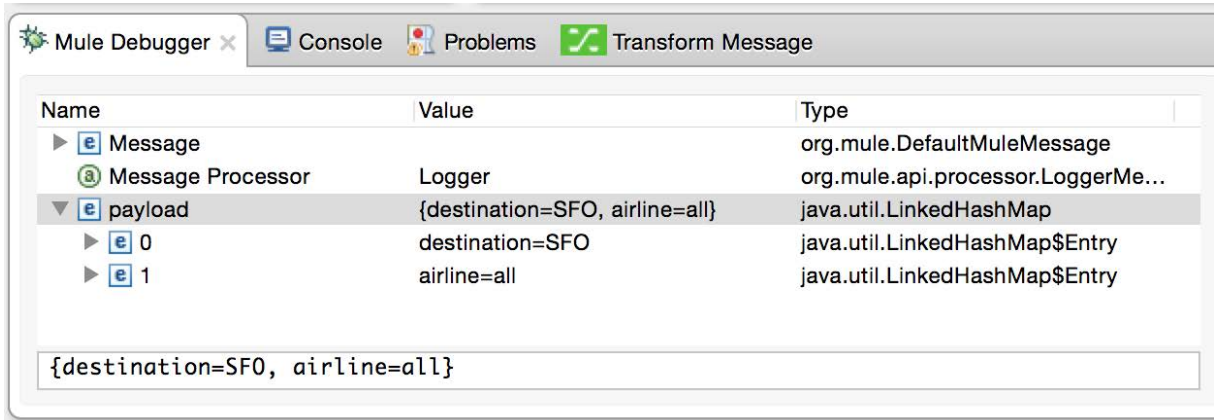 Mule Debugger Console Problems Transform Message
Name Value Type
e Message org.mule.DefaultMuleMessage
a Message Processor Logger org.mule.api.processor.LoggerMe...
e payload {destination=SFO, airline=all} java.util.LinkedHashMap
e 0 destination=SFO java.util.LinkedHashMap$Entry
e 1 airline=all java.util.LinkedHashMap$Entry
{destination=SFO, airline=all}